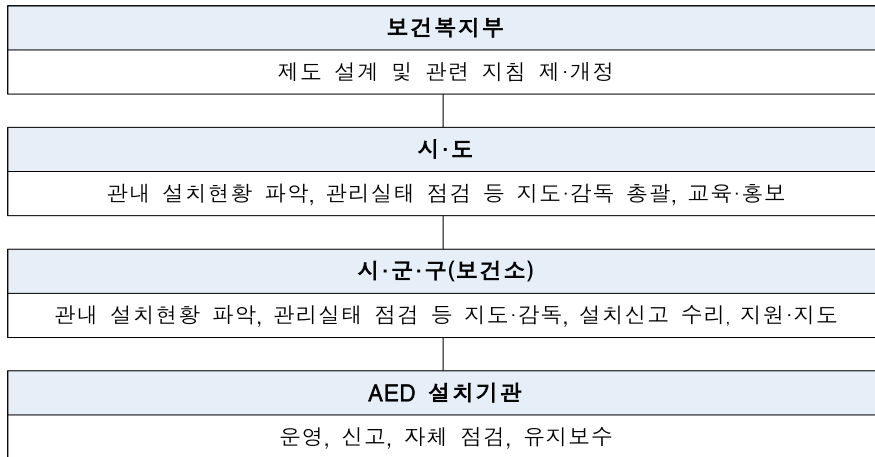 보건복지부
제도 설계 및 관련 지침 제·개정
시·도
관내 설치현황 파악, 관리실태 점검 등 지도·감독 총괄, 교육·홍보
시·군·구(보건소)
관내 설치현황 파악, 관리실태 점검 등 지도·감독, 설치신고 수리, 지원·지도
AED 설치기관
운영, 신고, 자체 점검, 유지보수